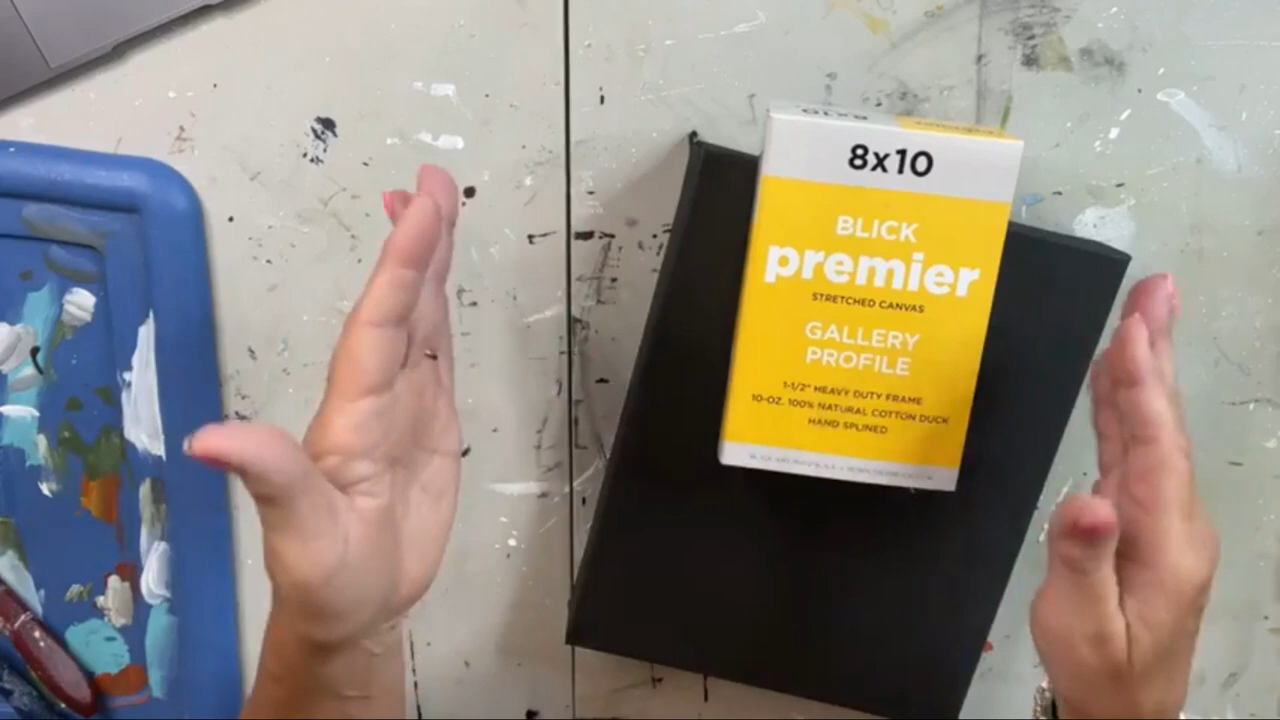 8x10
8x10
BLICK
premier
STRETCHED CANVAS
GALLERY
PROFILE
1-1/2" HEAVY DUTY FRAME
10-OZ. 100% NATURAL COTTON DUCK
HAND SPLINED